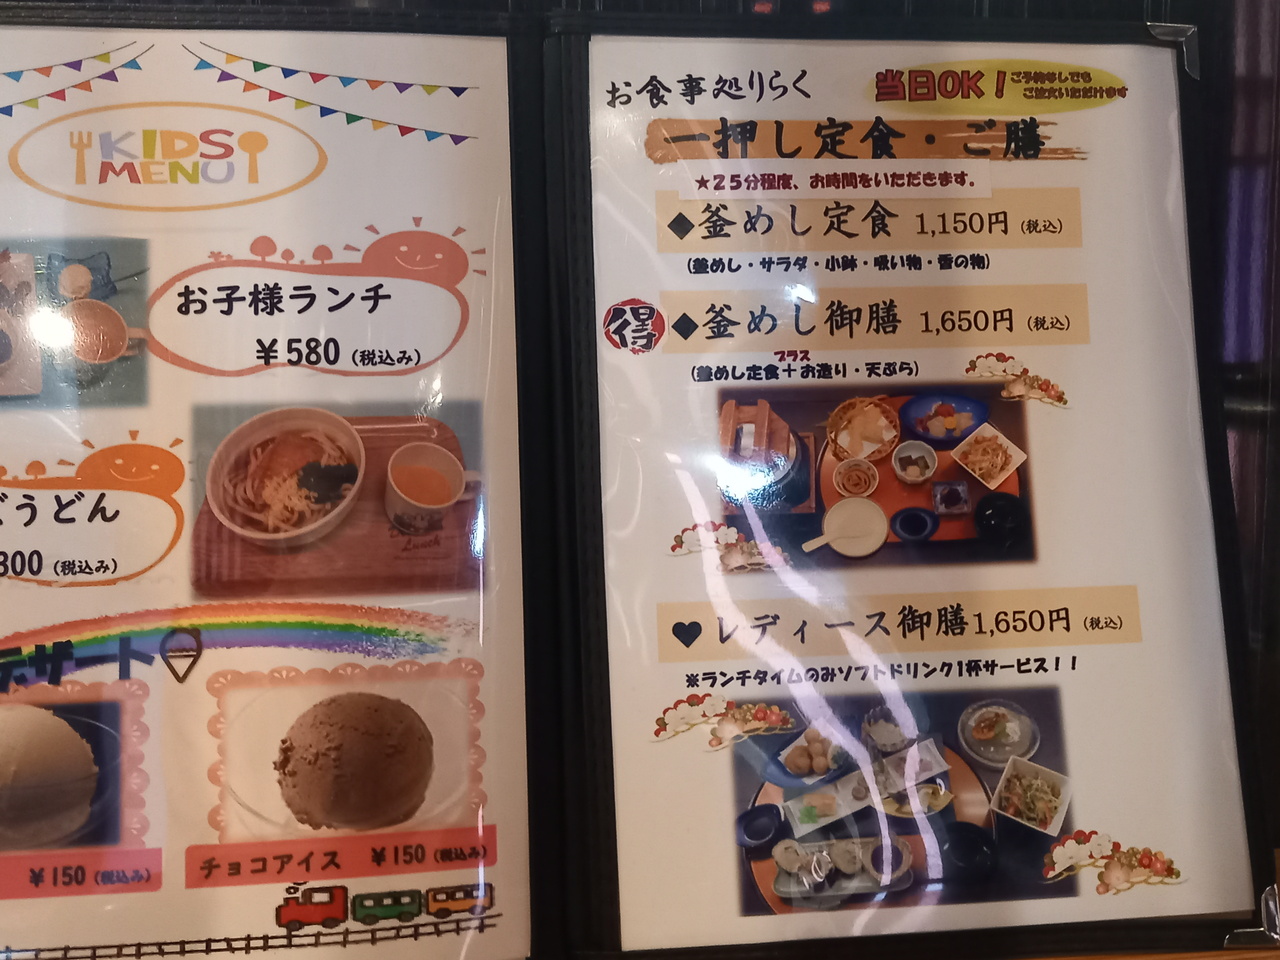 KIDS
MENU
お子様ランチ
￥580 (税込み)
うどん
300 (税込み)
デザート
￥150 (税込み)
チョコアイス ￥150 (税込み)
Lunch
お食事処りらく
当日OK！
ご予約なしでも
ご注文いただけます
一押し定食・ご膳
★25分程度、お時間をいただきます。
◆釜めし定食 1,150円 (税込)
(釜めし・サラダ・小鉢・吸い物・香の物)
得
◆釜めし御膳 1,650円 (税込)
プラス
(釜めし定食＋お造り・天ぷら)
♥レディース御膳 1,650円 (税込)
※ランチタイムのみソフトドリンク1杯サービス！！